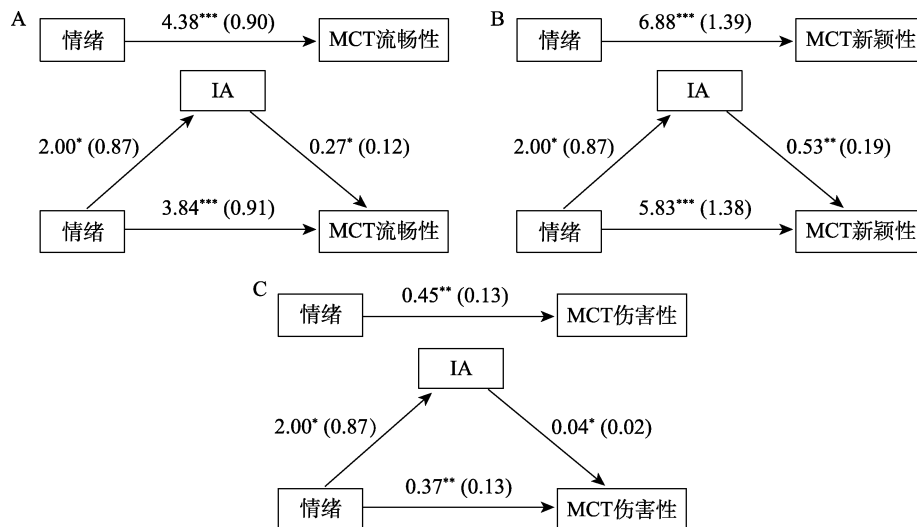 A
4.38*** (0.90)
情绪
MCT流畅性
IA
2.00* (0.87)
0.27* (0.12)
3.84*** (0.91)
情绪
MCT流畅性
B
6.88*** (1.39)
情绪
MCT新颖性
IA
2.00* (0.87)
0.53** (0.19)
5.83*** (1.38)
情绪
MCT新颖性
C
0.45** (0.13)
情绪
MCT伤害性
IA
2.00* (0.87)
0.04* (0.02)
0.37** (0.13)
情绪
MCT伤害性